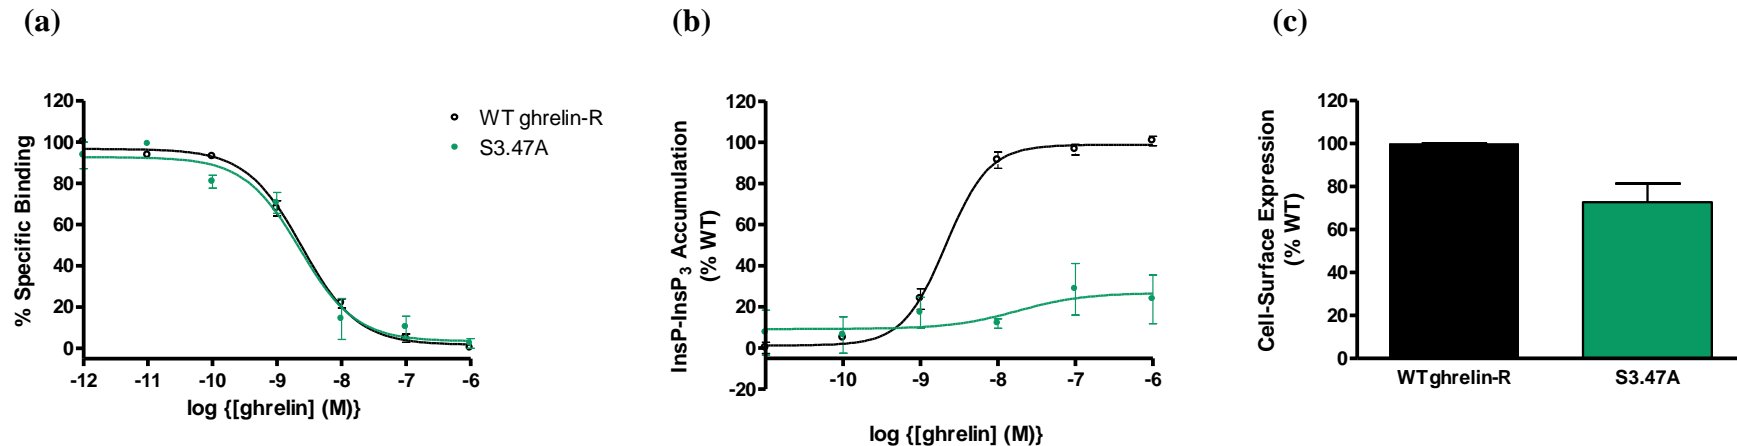 (a)
120
100
80
60
40
20
0
% Specific Binding
-12 -11 -10 -9 -8 -7 -6
log {[ghrelin] (M)}
WT ghrelin-R
S3.47A
(b)
120
100
80
60
40
20
0
-20
InsP-InsP3 Accumulation
(% WT)
-10 -9 -8 -7 -6
log {[ghrelin] (M)}
(c)
120
100
80
60
40
20
0
Cell-Surface Expression
(% WT)
WTghrelin-R S3.47A